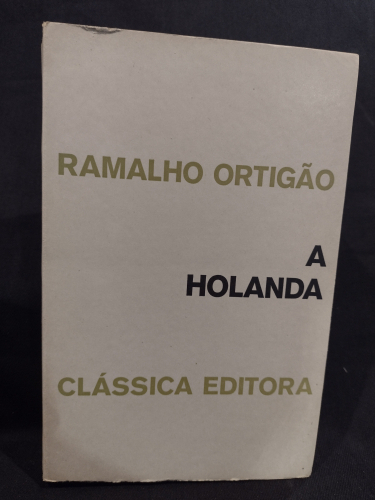 RAMALHO ORTIGÃO
A
HOLANDA
CLÁSSICA EDITORA